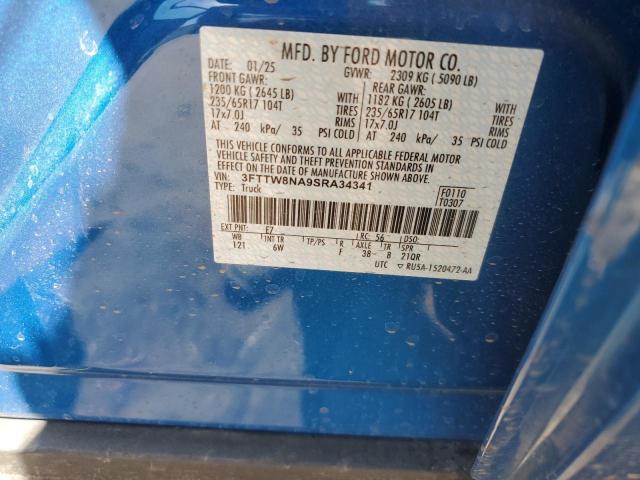 MFD. BY FORD MOTOR CO.
DATE: 01/25 GVWR: 2309 KG ( 5090 LB)
FRONT GAWR: REAR GAWR:
1200 KG ( 2645 LB) WITH 1182 KG ( 2605 LB) WITH
235/65R17 104T TIRES 235/65R17 104T TIRES
17x7.0J RIMS 17x7.0J RIMS
AT 240 kPa/ 35 PSI COLD AT 240 kPa/ 35 PSI COLD
THIS VEHICLE CONFORMS TO ALL APPLICABLE FEDERAL MOTOR
VEHICLE SAFETY AND THEFT PREVENTION STANDARDS IN EFFECT
ON THE DATE OF MANUFACTURE SHOWN ABOVE.
VIN: 3FTTW8NA9SRA34341
TYPE: Truck
F0110
T0307
EXT PNT: E7 RC: 56 DSO:
WB INT TR TP/PS R AXLE TR SPR
121 6W F 38 B 21QR
UTC ▽ RU5A-1520472-AA